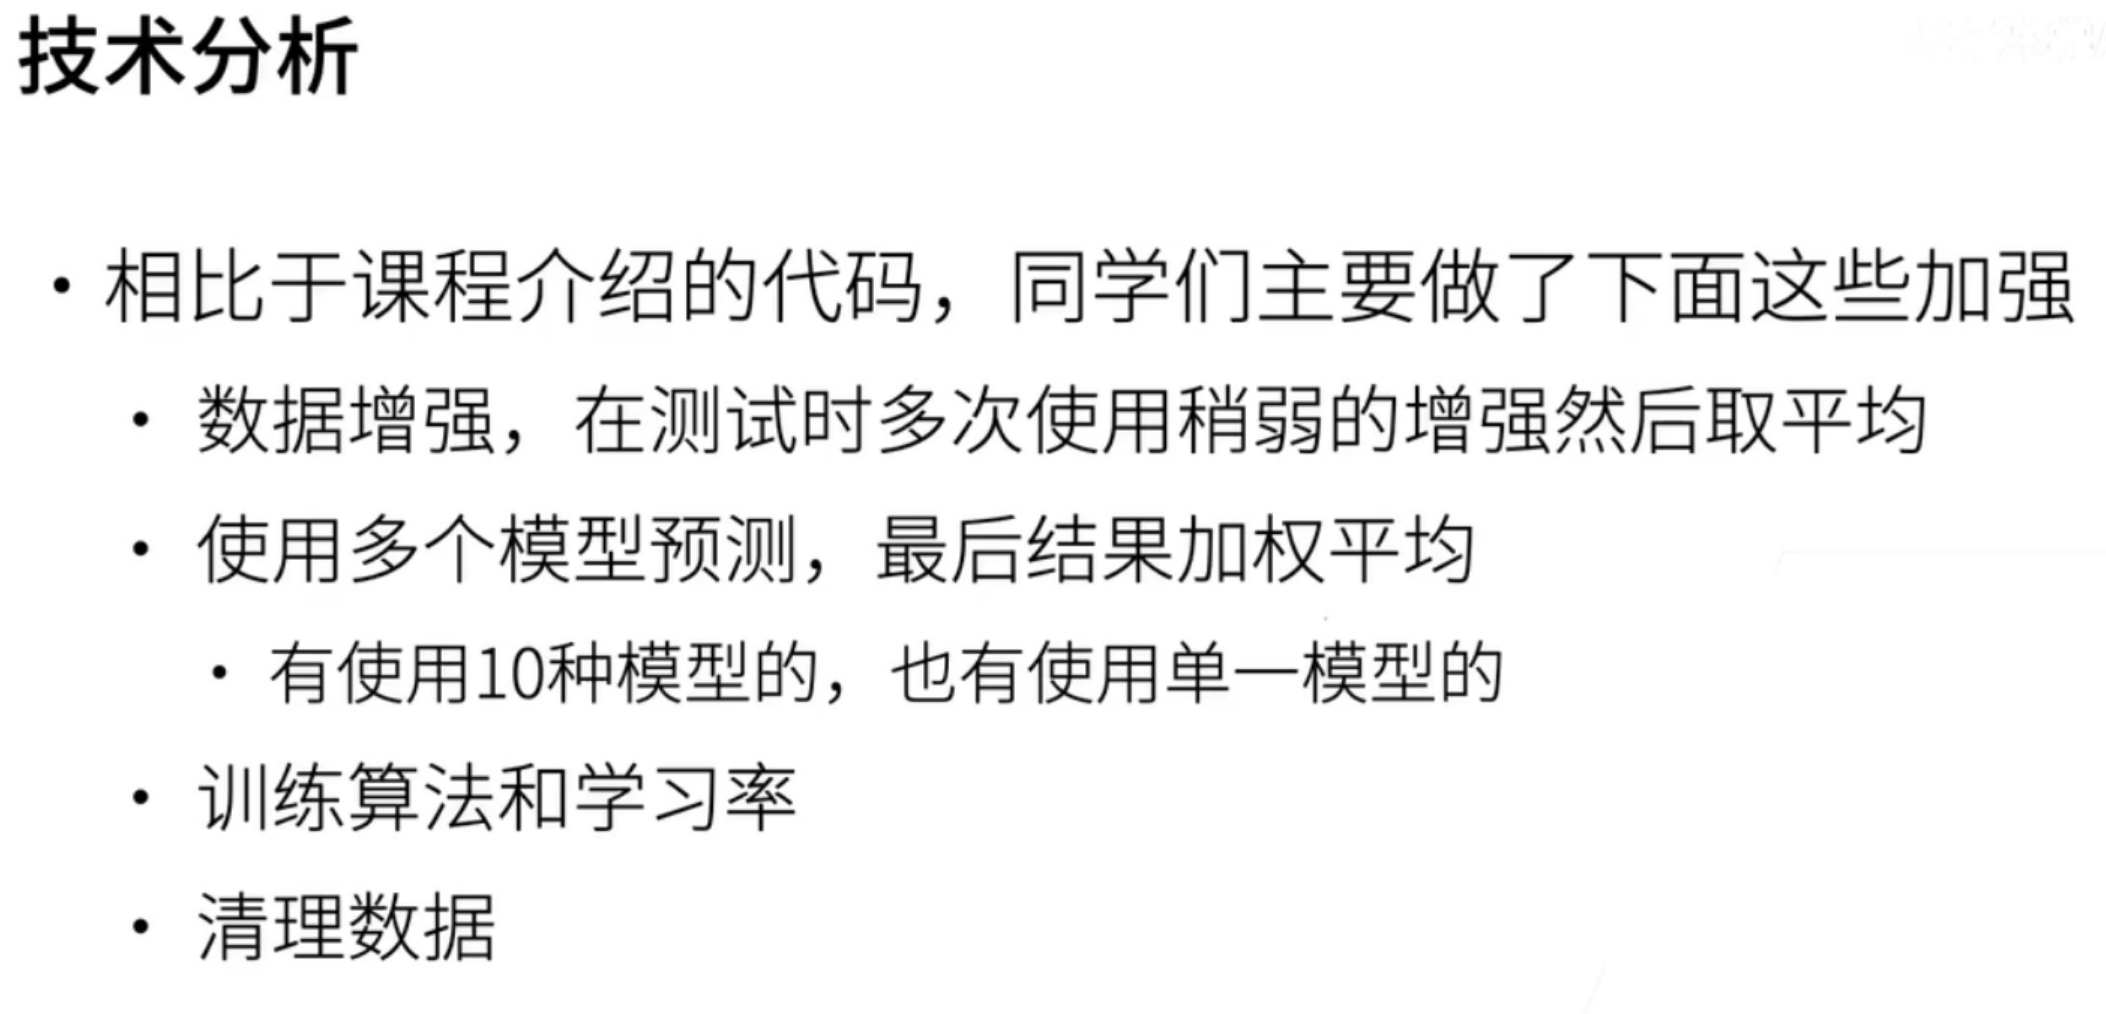 技术分析
• 相比于课程介绍的代码，同学们主要做了下面这些加强
• 数据增强，在测试时多次使用稍弱的增强然后取平均
• 使用多个模型预测，最后结果加权平均
• 有使用10种模型的，也有使用单一模型的
• 训练算法和学习率
• 清理数据